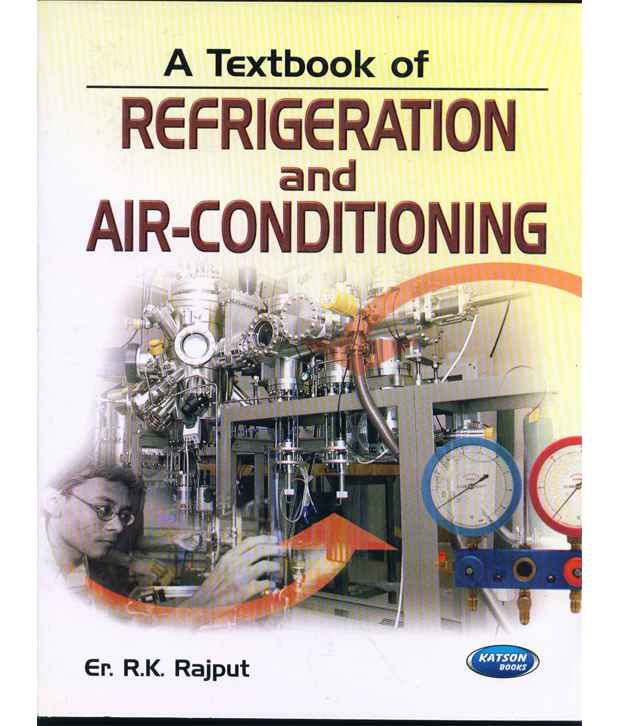 A Textbook of
REFRIGERATION
and
AIR-CONDITIONING
Er. R.K. Rajput
KATSON
BOOKS